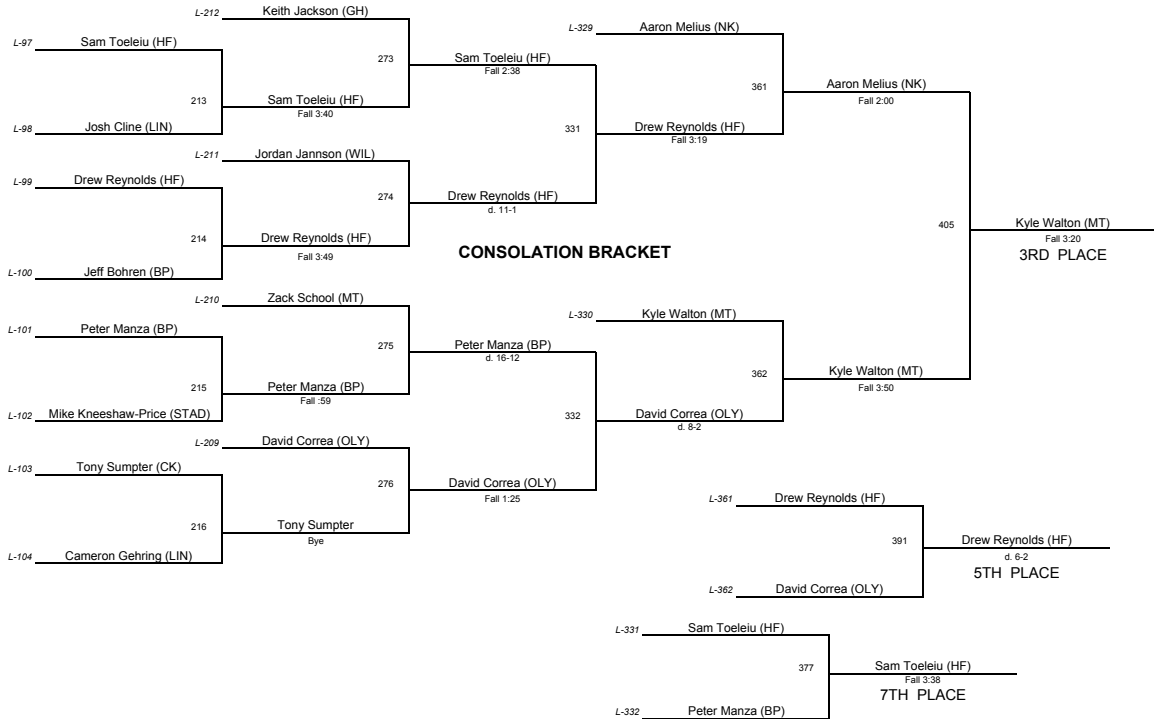 L-212 Keith Jackson (GH)
L-329 Aaron Melius (NK)
L-97 Sam Toeleiu (HF)
273 Sam Toeleiu (HF)
Fall 2:38
361 Aaron Melius (NK)
Fall 2:00
213 Sam Toeleiu (HF)
Fall 3:40
L-98 Josh Cline (LIN)
331 Drew Reynolds (HF)
Fall 3:19
L-211 Jordan Jannson (WIL)
L-99 Drew Reynolds (HF)
274 Drew Reynolds (HF)
d. 11-1
405 Kyle Walton (MT)
Fall 3:20
3RD PLACE
214 Drew Reynolds (HF)
Fall 3:49
CONSOLATION BRACKET
L-100 Jeff Bohren (BP)
L-210 Zack School (MT)
L-330 Kyle Walton (MT)
L-101 Peter Manza (BP)
275 Peter Manza (BP)
d. 16-12
362 Kyle Walton (MT)
Fall 3:50
215 Peter Manza (BP)
Fall :59
L-102 Mike Kneeshaw-Price (STAD)
332 David Correa (OLY)
d. 8-2
L-209 David Correa (OLY)
L-103 Tony Sumpter (CK)
276 David Correa (OLY)
Fall 1:25
L-361 Drew Reynolds (HF)
216 Tony Sumpter
Bye
391 Drew Reynolds (HF)
d. 6-2
5TH PLACE
L-104 Cameron Gehring (LIN)
L-362 David Correa (OLY)
L-331 Sam Toeleiu (HF)
377 Sam Toeleiu (HF)
Fall 3:38
7TH PLACE
L-332 Peter Manza (BP)